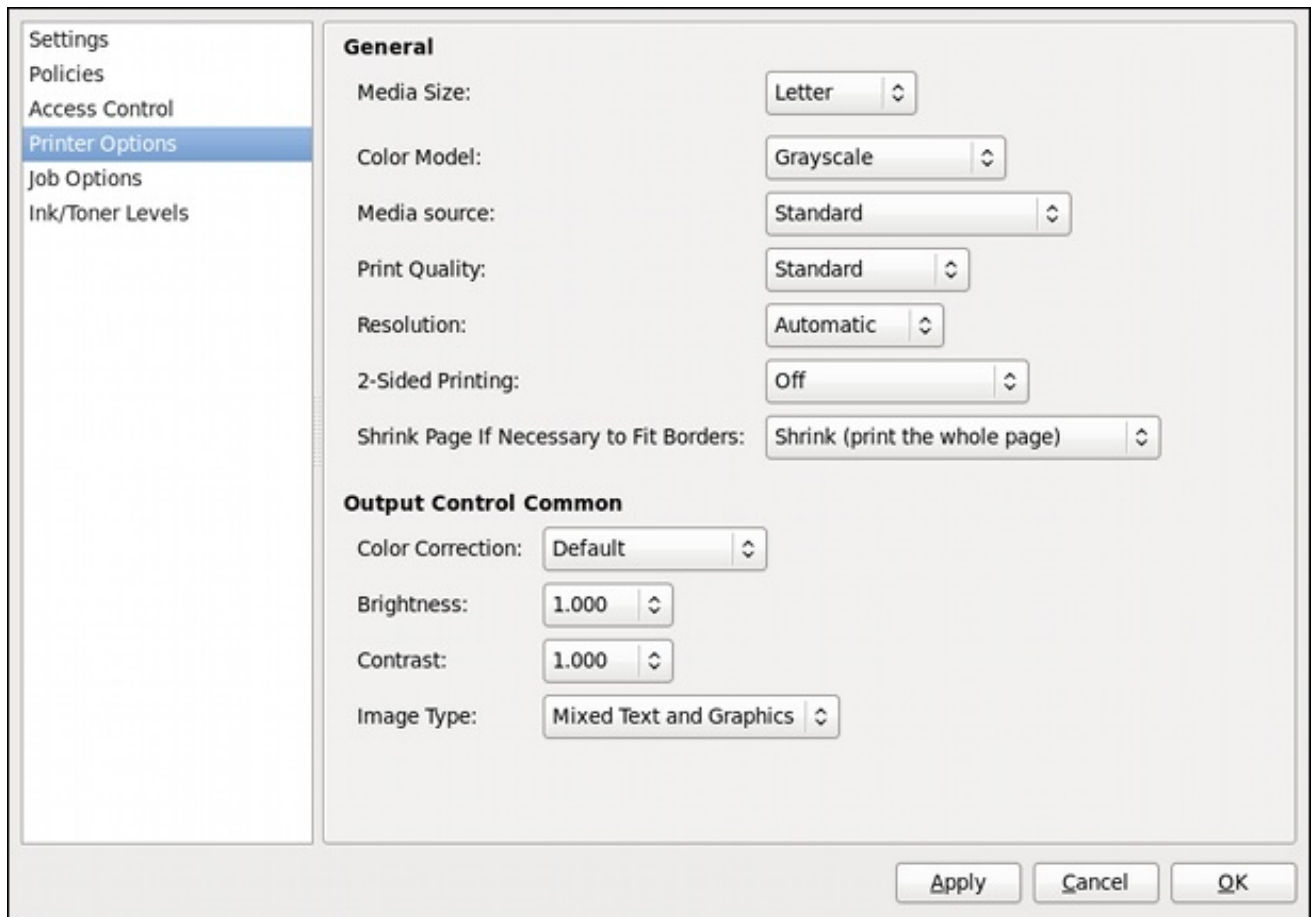 Settings
Policies
Access Control
Printer Options
Job Options
Ink/Toner Levels
General
Media Size: Letter
Color Model: Grayscale
Media source: Standard
Print Quality: Standard
Resolution: Automatic
2-Sided Printing: Off
Shrink Page If Necessary to Fit Borders: Shrink (print the whole page)
Output Control Common
Color Correction: Default
Brightness: 1.000
Contrast: 1.000
Image Type: Mixed Text and Graphics
Apply Cancel OK